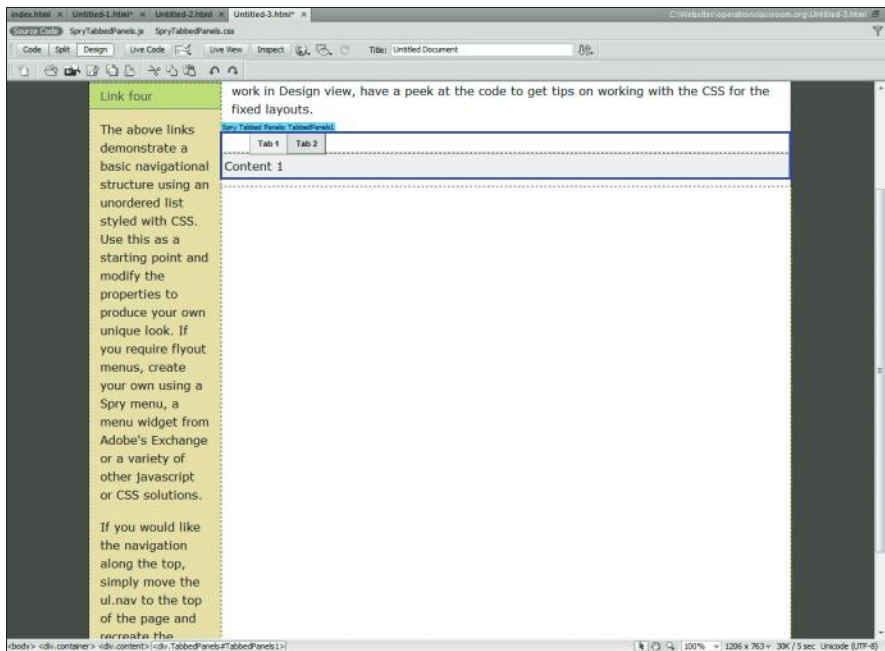 index.html × Untitled-1.html* × Untitled-2.html × Untitled-3.html* × C:\Websites\operationclassroom.org\Untitled-3.html
Source Code SpryTabbedPanels.js SpryTabbedPanels.css
Code Split Design Live Code Live View Inspect Title: Untitled Document
Link four
The above links
demonstrate a
basic navigational
structure using an
unordered list
styled with CSS.
Use this as a
starting point and
modify the
properties to
produce your own
unique look. If
you require flyout
menus, create
your own using a
Spry menu, a
menu widget from
Adobe's Exchange
or a variety of
other javascript
or CSS solutions.
If you would like
the navigation
along the top,
simply move the
ul.nav to the top
of the page and
recreate the
work in Design view, have a peek at the code to get tips on working with the CSS for the
fixed layouts.
Spry Tabbed Panels: TabbedPanels1
Tab 1 Tab 2
Content 1
<body> <div.container> <div.content> <div.TabbedPanels#TabbedPanels1> 100% 1206 x 763 30K / 5 sec Unicode (UTF-8)